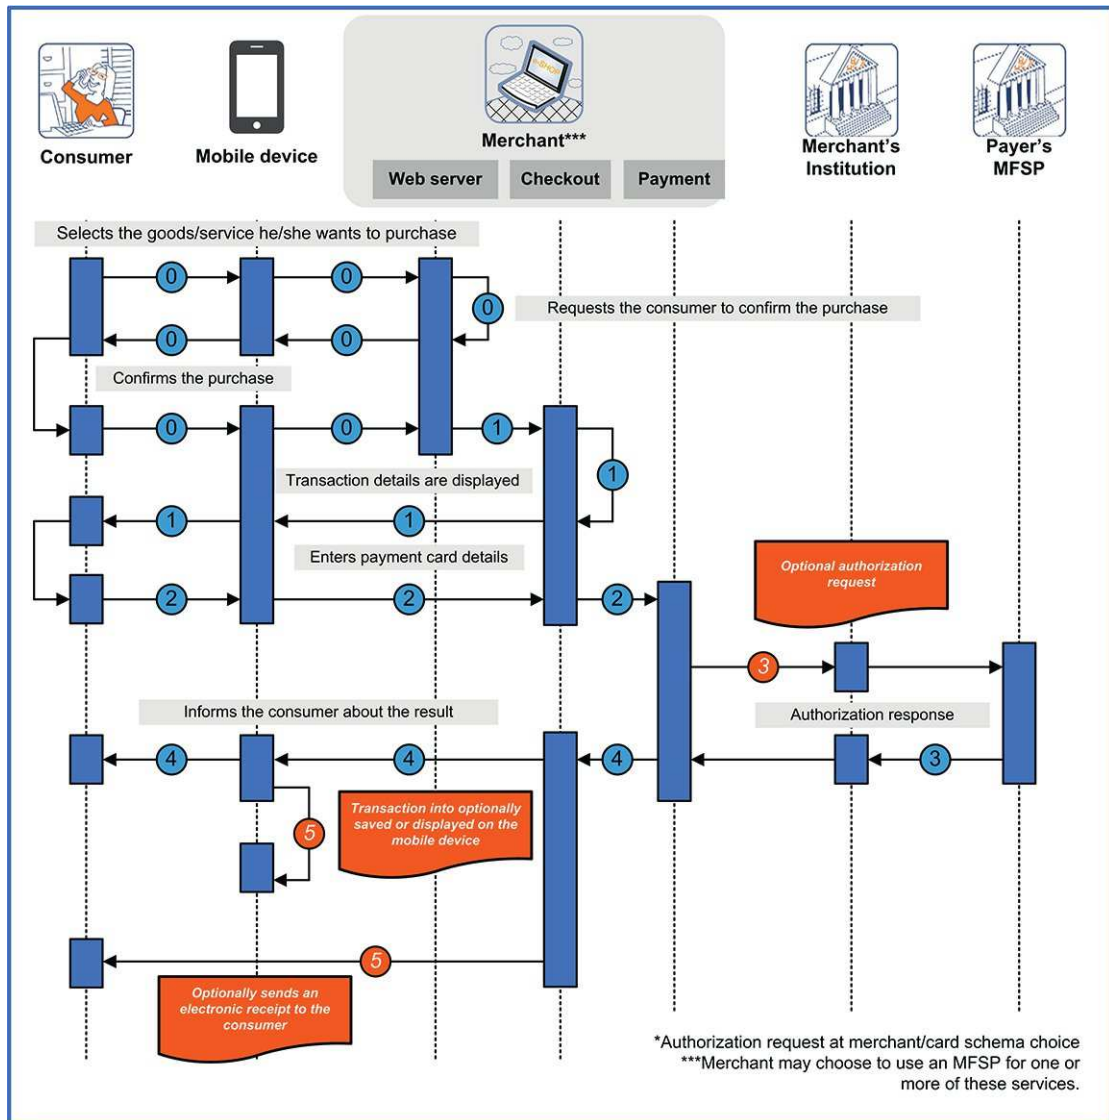 e-SHOP
Consumer
Mobile device
Merchant***
Merchant's
Institution
Payer's
MFSP
Web server
Checkout
Payment
Selects the goods/service he/she wants to purchase
0
0
0
Requests the consumer to confirm the purchase
0
0
Confirms the purchase
0
0
1
1
Transaction details are displayed
1
1
Enters payment card details
2
2
2
Optional authorization
request
3
Informs the consumer about the result
Authorization response
4
4
4
3
Transaction into optionally
saved or displayed on the
mobile device
5
5
Optionally sends an
electronic receipt to the
consumer
*Authorization request at merchant/card schema choice
***Merchant may choose to use an MFSP for one or
more of these services.